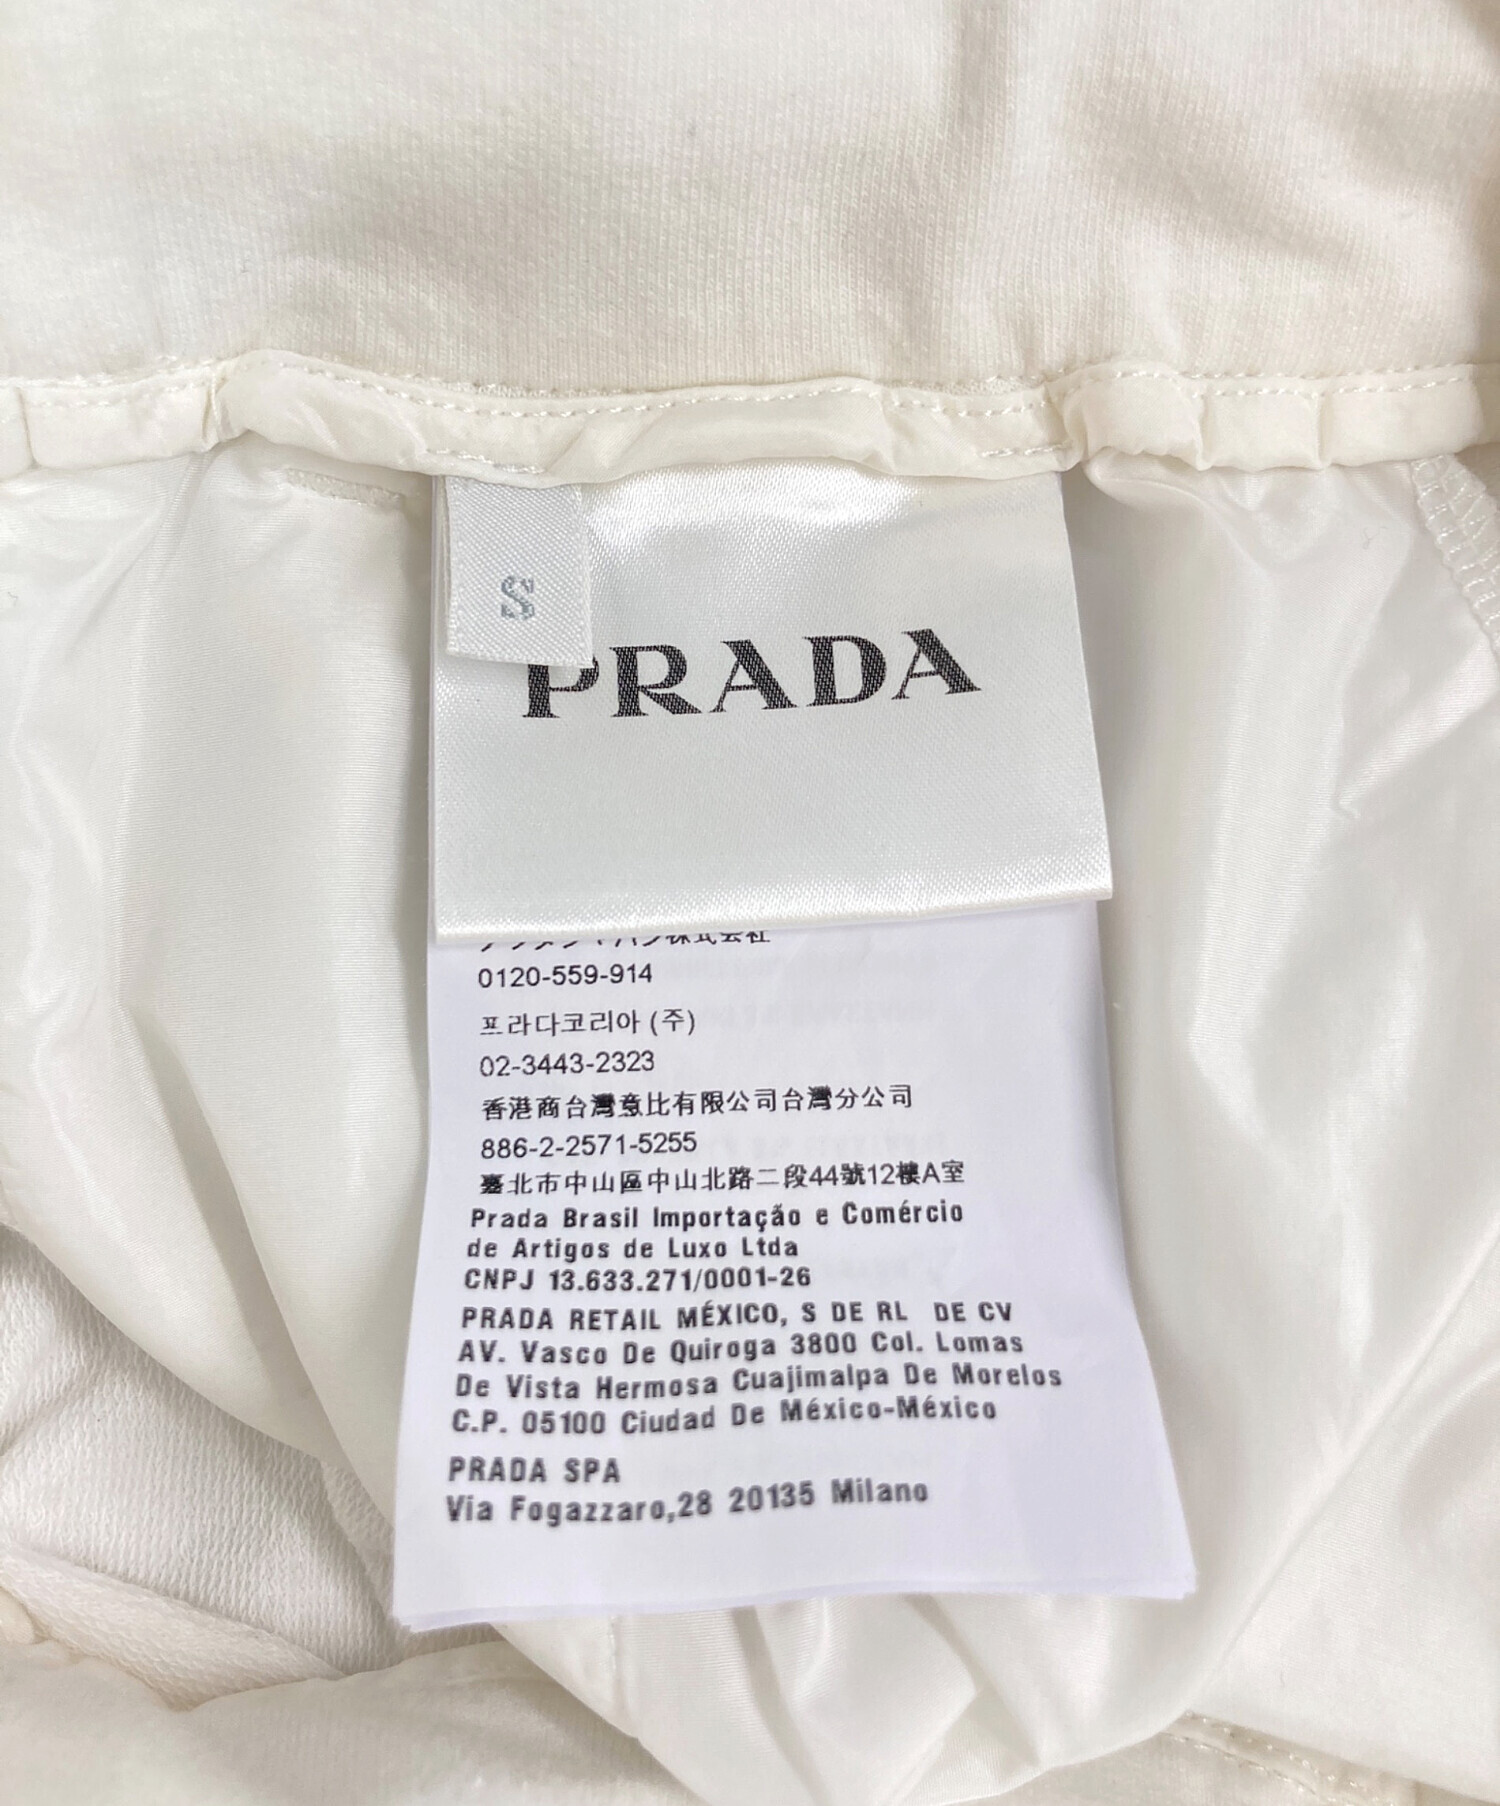 S
PRADA
株式会社
0120-559-914
프라다코리아 (주)
02-3443-2323
香港商台灣意比有限公司台灣分公司
886-2-2571-5255
臺北市中山區中山北路二段44號12樓A室
Prada Brasil Importação e Comércio
de Artigos de Luxo Ltda
CNPJ 13.633.271/0001-26
PRADA RETAIL MÉXICO, S DE RL DE CV
AV. Vasco De Quiroga 3800 Col. Lomas
De Vista Hermosa Cuajimalpa De Morelos
C.P. 05100 Ciudad De México-México
PRADA SPA
Via Fogazzaro,28 20135 Milano